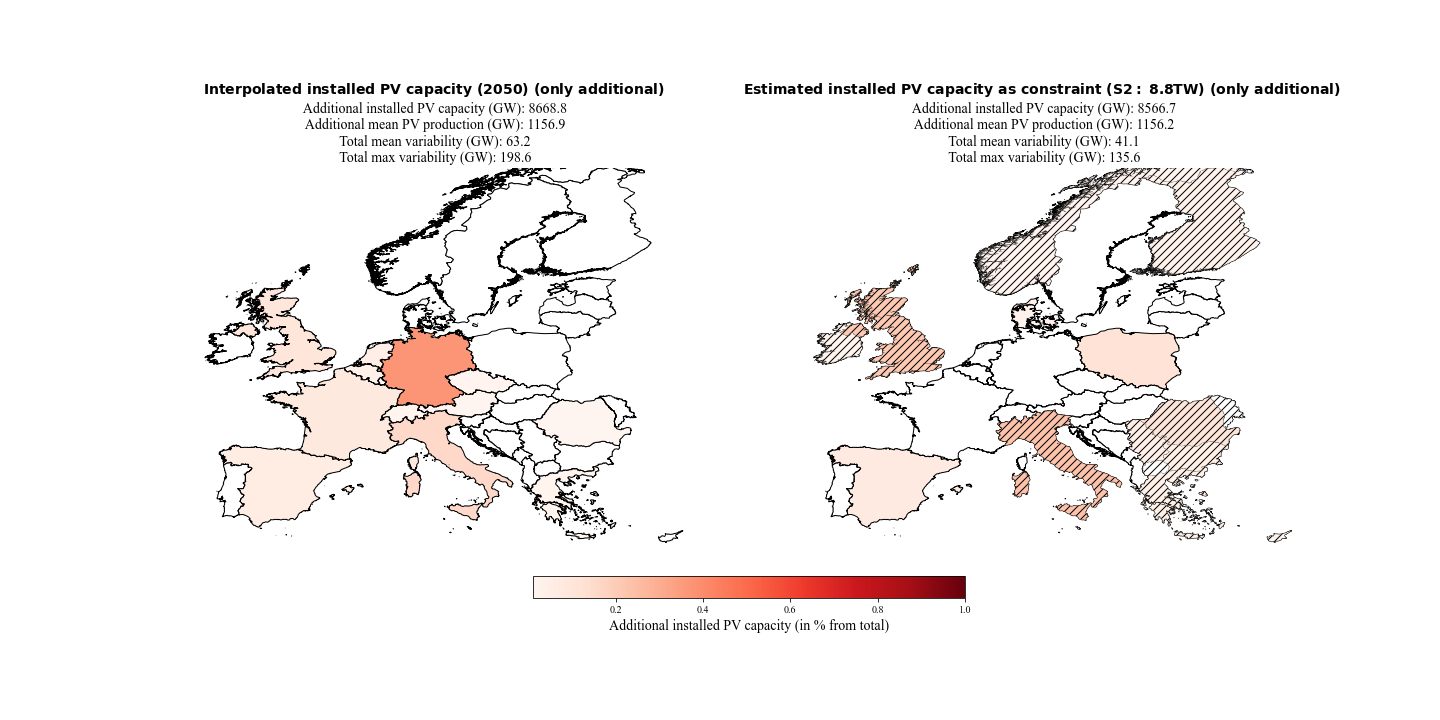 Interpolated installed PV capacity (2050) (only additional)
Additional installed PV capacity (GW): 8668.8
Additional mean PV production (GW): 1156.9
Total mean variability (GW): 63.2
Total max variability (GW): 198.6
Estimated installed PV capacity as constraint (S2 : 8.8TW) (only additional)
Additional installed PV capacity (GW): 8566.7
Additional mean PV production (GW): 1156.2
Total mean variability (GW): 41.1
Total max variability (GW): 135.6
0.2 0.4 0.6 0.8 1.0
Additional installed PV capacity (in % from total)